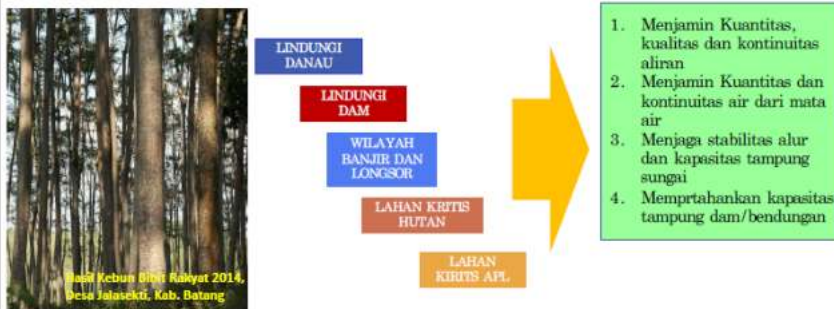 Hasil Kebun Bibit Rakyat 2014,
Desa Jalasekti, Kab. Batang
LINDUNGI
DANAU
LINDUNGI
DAM
WILAYAH
BANJIR DAN
LONGSOR
LAHAN KRITIS
HUTAN
LAHAN
KIRITS APL
1. Menjamin Kuantitas,
kualitas dan kontinuitas
aliran
2. Menjamin Kuantitas dan
kontinuitas air dari mata
air
3. Menjaga stabilitas alur
dan kapasitas tampung
sungai
4. Memprtahankan kapasitas
tampung dam/bendungan